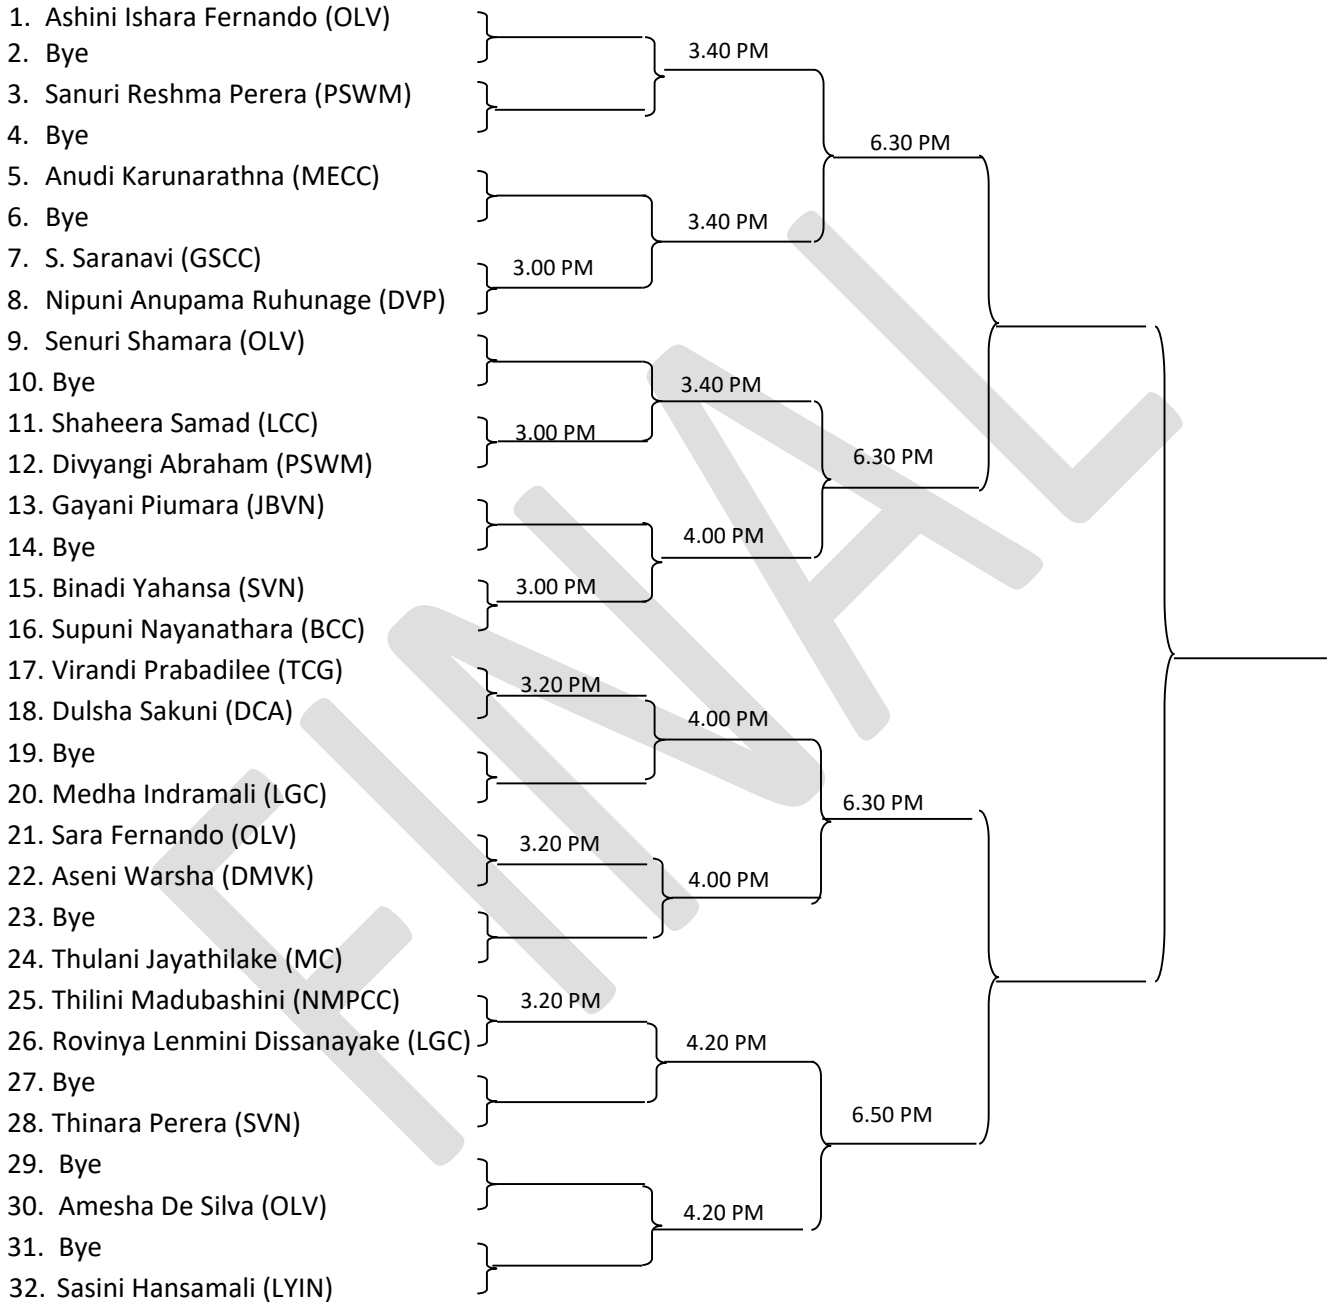 1. Ashini Ishara Fernando (OLV)
2. Bye
3.40 PM
3. Sanuri Reshma Perera (PSWM)
4. Bye
6.30 PM
5. Anudi Karunarathna (MECC)
6. Bye
3.40 PM
7. S. Saranavi (GSCC)
3.00 PM
8. Nipuni Anupama Ruhunage (DVP)
9. Senuri Shamara (OLV)
10. Bye
3.40 PM
11. Shaheera Samad (LCC)
3.00 PM
12. Divyangi Abraham (PSWM)
6.30 PM
13. Gayani Piumara (JBVN)
4.00 PM
14. Bye
15. Binadi Yahansa (SVN)
3.00 PM
16. Supuni Nayanathara (BCC)
17. Virandi Prabadilee (TCG)
3.20 PM
18. Dulsha Sakuni (DCA)
4.00 PM
19. Bye
20. Medha Indramali (LGC)
6.30 PM
21. Sara Fernando (OLV)
3.20 PM
22. Aseni Warsha (DMVK)
4.00 PM
23. Bye
24. Thulani Jayathilake (MC)
25. Thilini Madubashini (NMPCC)
3.20 PM
26. Rovinya Lenmini Dissanayake (LGC)
4.20 PM
27. Bye
28. Thinara Perera (SVN)
6.50 PM
29. Bye
30. Amesha De Silva (OLV)
4.20 PM
31. Bye
32. Sasini Hansamali (LYIN)
FINAL